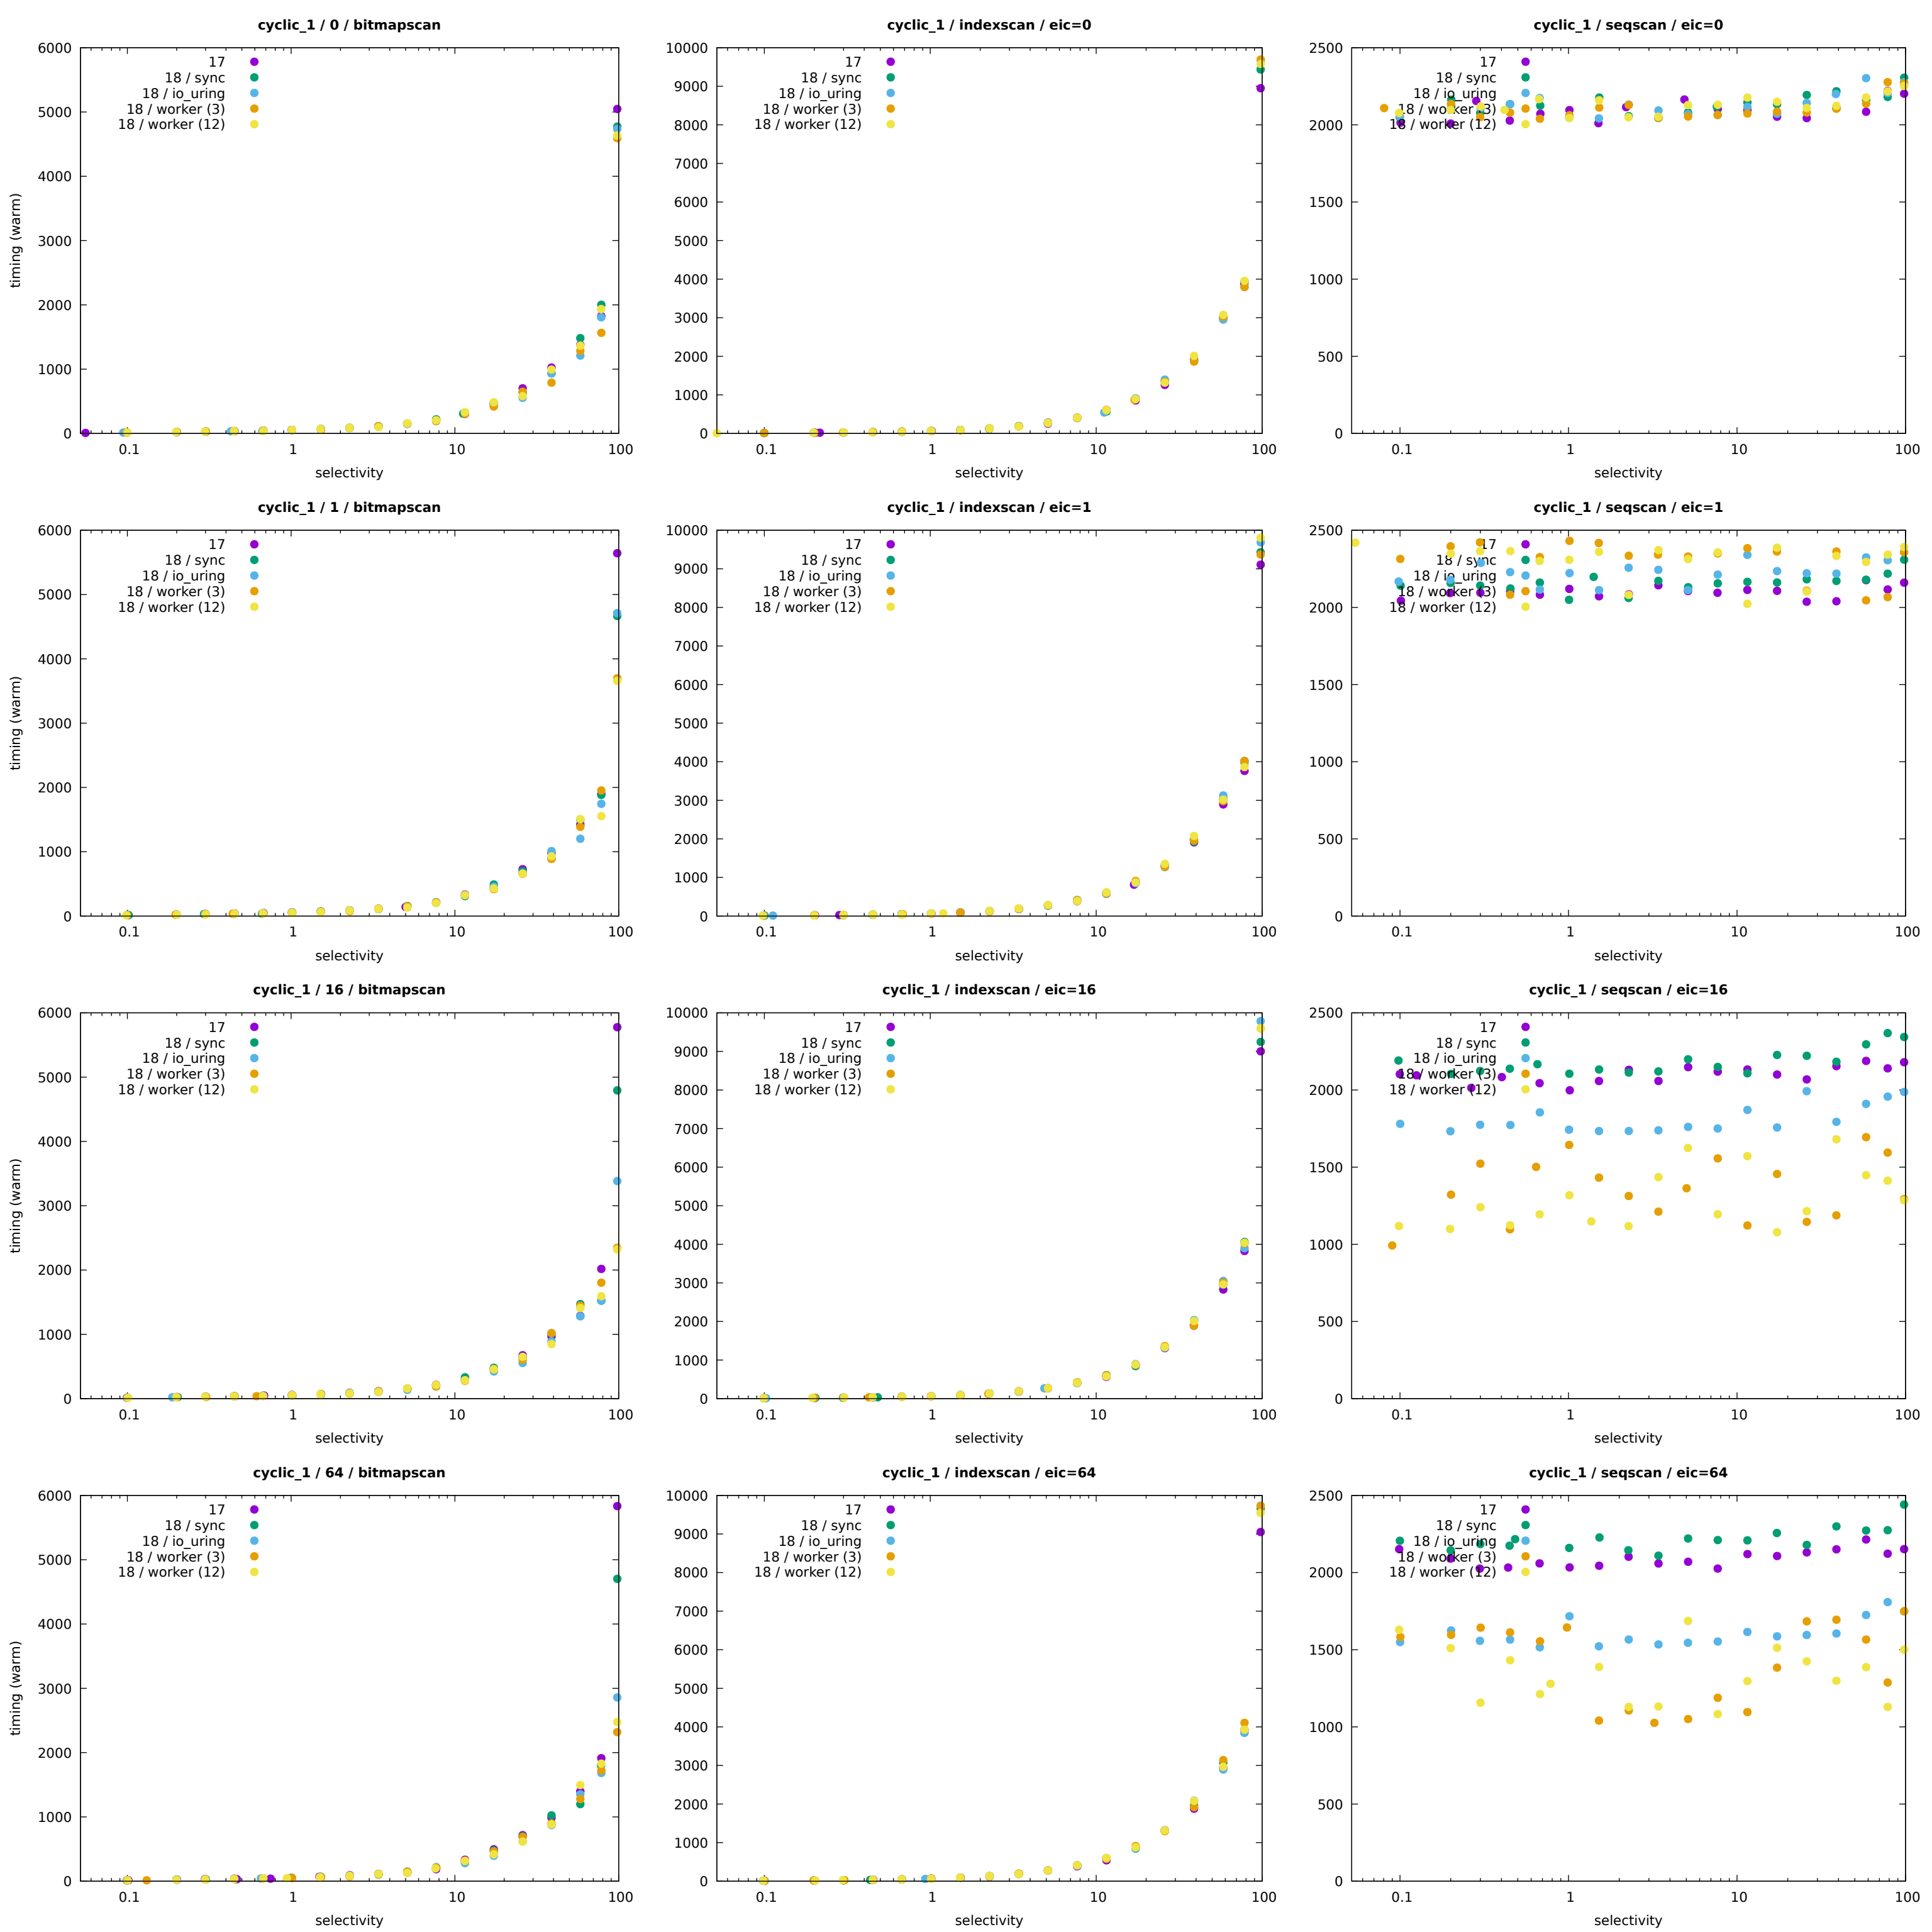 cyclic_1 / 0 / bitmapscan
6000
5000
4000
3000
2000
1000
0
0.1 1 10 100
timing (warm)
selectivity
17
18 / sync
18 / io_uring
18 / worker (3)
18 / worker (12)
cyclic_1 / indexscan / eic=0
10000
9000
8000
7000
6000
5000
4000
3000
2000
1000
0
0.1 1 10 100
selectivity
17
18 / sync
18 / io_uring
18 / worker (3)
18 / worker (12)
cyclic_1 / seqscan / eic=0
2500
2000
1500
1000
500
0
0.1 1 10 100
selectivity
17
18 / sync
18 / io_uring
18 / worker (3)
18 / worker (12)
cyclic_1 / 1 / bitmapscan
6000
5000
4000
3000
2000
1000
0
0.1 1 10 100
timing (warm)
selectivity
17
18 / sync
18 / io_uring
18 / worker (3)
18 / worker (12)
cyclic_1 / indexscan / eic=1
10000
9000
8000
7000
6000
5000
4000
3000
2000
1000
0
0.1 1 10 100
selectivity
17
18 / sync
18 / io_uring
18 / worker (3)
18 / worker (12)
cyclic_1 / seqscan / eic=1
2500
2000
1500
1000
500
0
0.1 1 10 100
selectivity
17
18 / sync
18 / io_uring
18 / worker (3)
18 / worker (12)
cyclic_1 / 16 / bitmapscan
6000
5000
4000
3000
2000
1000
0
0.1 1 10 100
timing (warm)
selectivity
17
18 / sync
18 / io_uring
18 / worker (3)
18 / worker (12)
cyclic_1 / indexscan / eic=16
10000
9000
8000
7000
6000
5000
4000
3000
2000
1000
0
0.1 1 10 100
selectivity
17
18 / sync
18 / io_uring
18 / worker (3)
18 / worker (12)
cyclic_1 / seqscan / eic=16
2500
2000
1500
1000
500
0
0.1 1 10 100
selectivity
17
18 / sync
18 / io_uring
18 / worker (3)
18 / worker (12)
cyclic_1 / 64 / bitmapscan
6000
5000
4000
3000
2000
1000
0
0.1 1 10 100
timing (warm)
selectivity
17
18 / sync
18 / io_uring
18 / worker (3)
18 / worker (12)
cyclic_1 / indexscan / eic=64
10000
9000
8000
7000
6000
5000
4000
3000
2000
1000
0
0.1 1 10 100
selectivity
17
18 / sync
18 / io_uring
18 / worker (3)
18 / worker (12)
cyclic_1 / seqscan / eic=64
2500
2000
1500
1000
500
0
0.1 1 10 100
selectivity
17
18 / sync
18 / io_uring
18 / worker (3)
18 / worker (12)